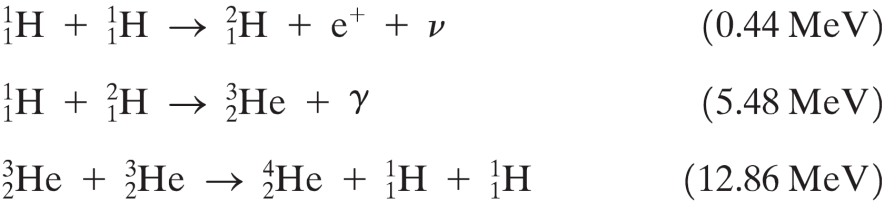 ¹₁H + ¹₁H → ²₁H + e⁺ + ν (0.44 MeV)
¹₁H + ²₁H → ³₂He + γ (5.48 MeV)
³₂He + ³₂He → ⁴₂He + ¹₁H + ¹₁H (12.86 MeV)